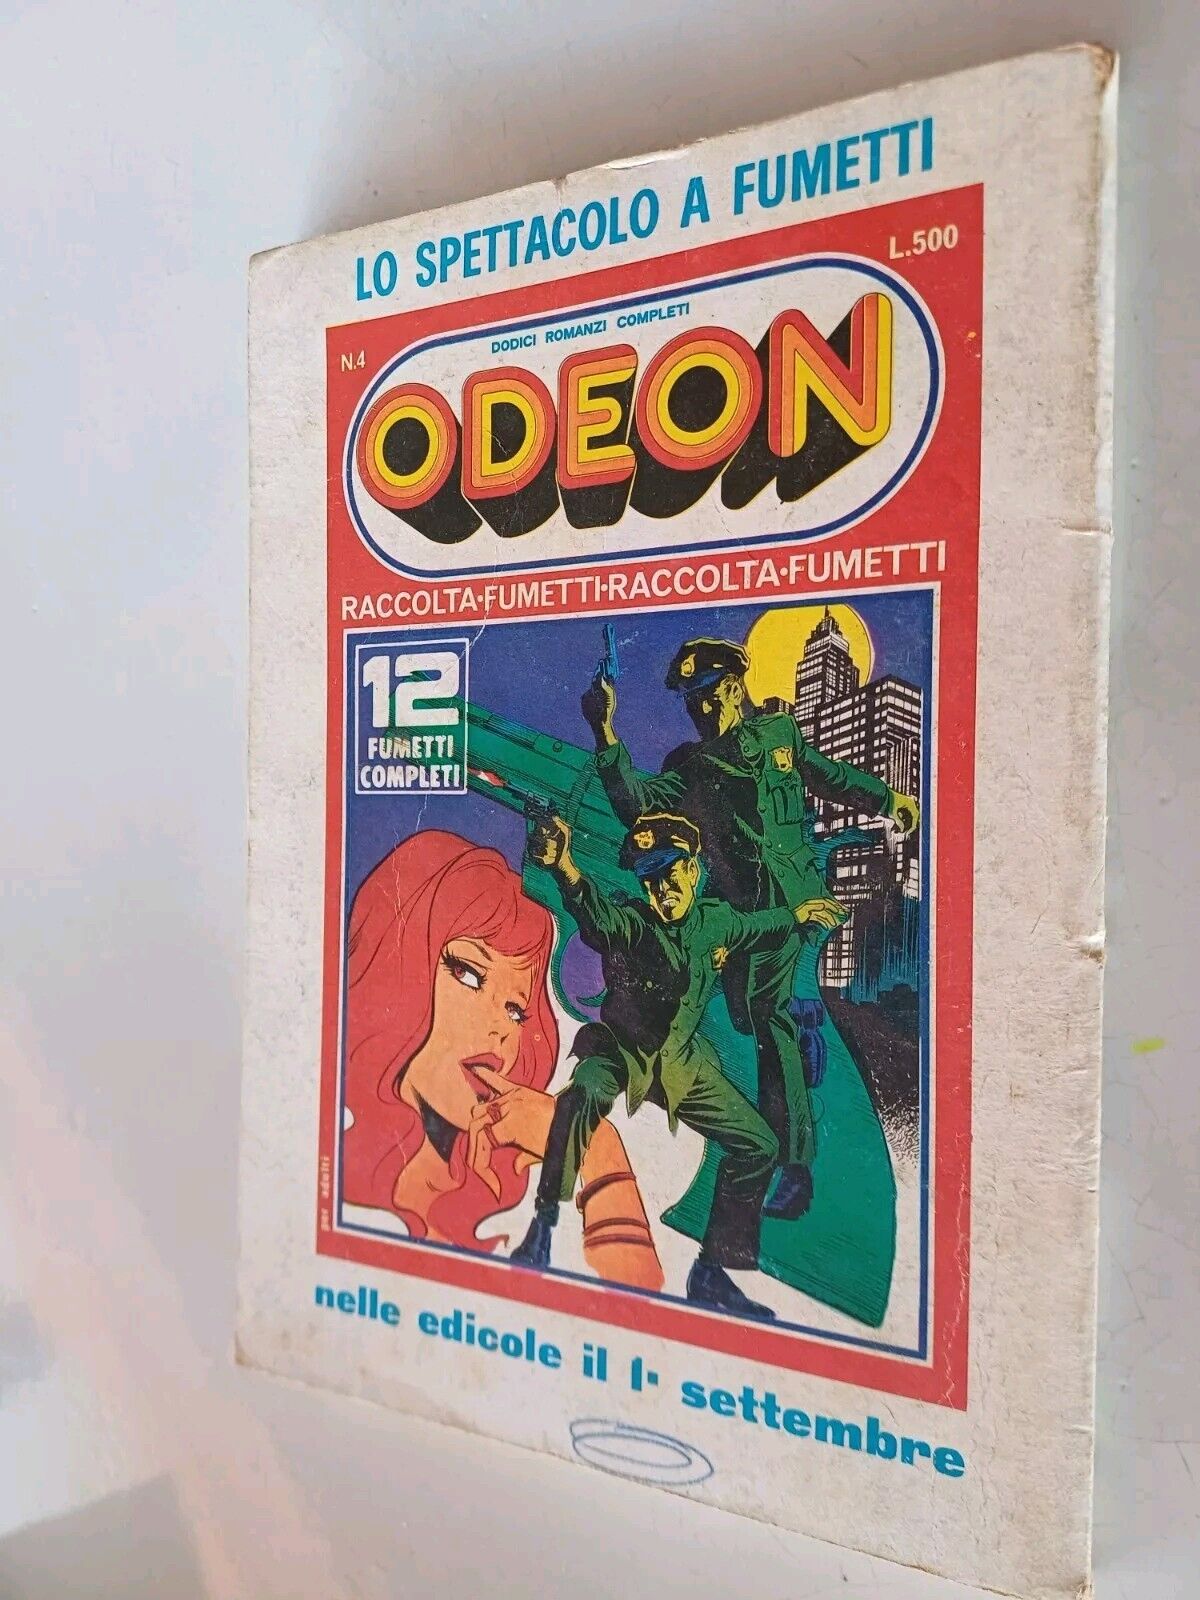 LO SPETTACOLO A FUMETTI
L.500
N.4
DODICI ROMANZI COMPLETI
ODEON
RACCOLTA·FUMETTI·RACCOLTA·FUMETTI
12
FUMETTI
COMPLETI
per adulti
nelle edicole il 1· settembre